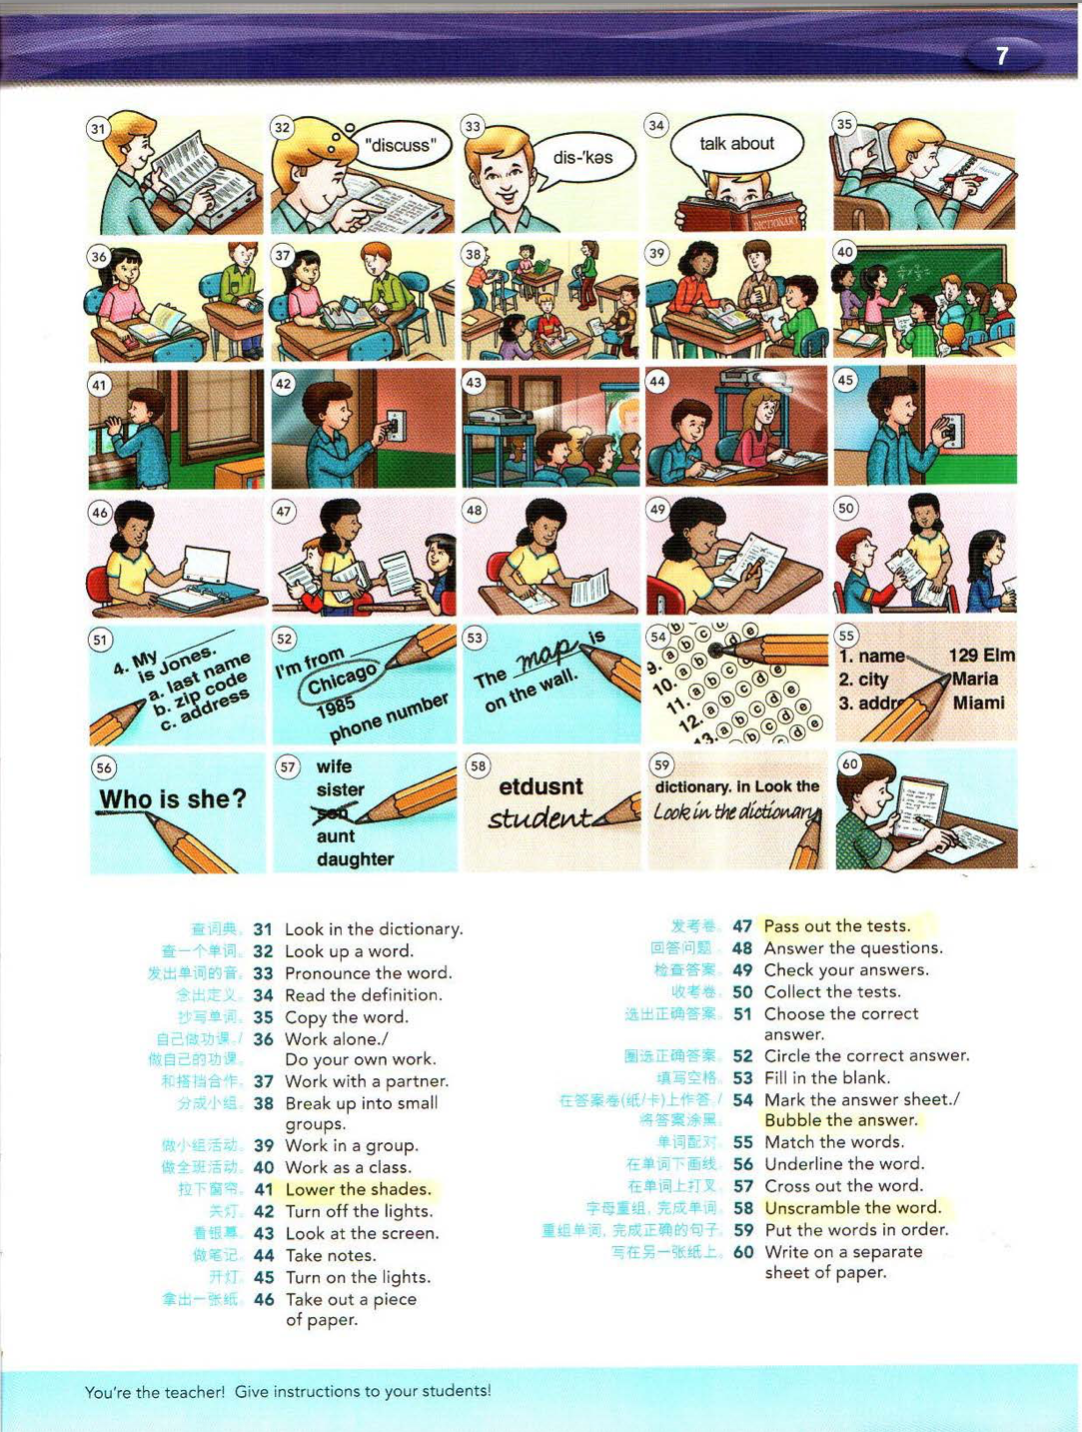 7
31
32
"discuss"
33
dis-'kəs
34
talk about
DICTIONARY
35
36
37
38
39
40
41
42
43
44
45
46
47
48
49
50
51
4. My ______
is Jones.
a. last name
b. zip code
c. address
52
I'm from ______
Chicago
1985
phone number
53
The map is
on the wall.
54
9. a b c d e
10. a b c d e
11. a b c d e
12. a b c d e
13. a b c d e
55
1. name 129 Elm
2. city Maria
3. addre Miami
56
Who is she?
57
wife
sister
son
aunt
daughter
58
etdusnt
student
59
dictionary. in Look the
Look in the dictionary
60
查词典。 31 Look in the dictionary.
查一个单词。 32 Look up a word.
发出单词的音。 33 Pronounce the word.
念出定义。 34 Read the definition.
抄写单词。 35 Copy the word.
自己做功课。/ 36 Work alone./
做自己的功课。 Do your own work.
和搭挡合作。 37 Work with a partner.
分成小组。 38 Break up into small
groups.
做小组活动。 39 Work in a group.
做全班活动。 40 Work as a class.
拉下窗帘。 41 Lower the shades.
关灯。 42 Turn off the lights.
看银幕。 43 Look at the screen.
做笔记。 44 Take notes.
开灯。 45 Turn on the lights.
拿出一张纸。 46 Take out a piece
of paper.
发考卷。 47 Pass out the tests.
回答问题。 48 Answer the questions.
检查答案。 49 Check your answers.
收考卷。 50 Collect the tests.
选出正确答案。 51 Choose the correct
answer.
圈选正确答案。 52 Circle the correct answer.
填写空格。 53 Fill in the blank.
在答案卷(纸/卡)上作答。/ 54 Mark the answer sheet./
将答案涂黑。 Bubble the answer.
单词配对。 55 Match the words.
在单词下画线。 56 Underline the word.
在单词上打叉。 57 Cross out the word.
字母重组，完成单词。 58 Unscramble the word.
重组单词，完成正确的句子。 59 Put the words in order.
写在另一张纸上。 60 Write on a separate
sheet of paper.
You're the teacher! Give instructions to your students!